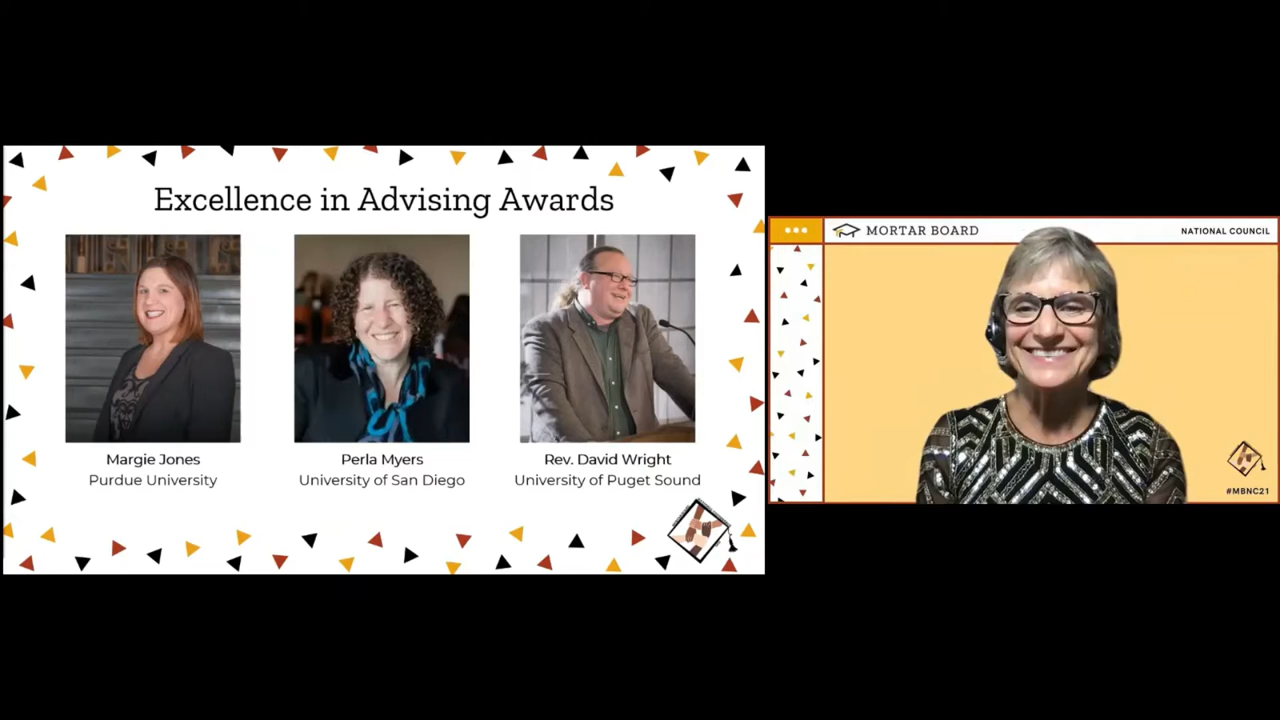 Excellence in Advising Awards
Margie Jones
Purdue University
Perla Myers
University of San Diego
Rev. David Wright
University of Puget Sound
MORTAR BOARD
NATIONAL COUNCIL
#MBNC21